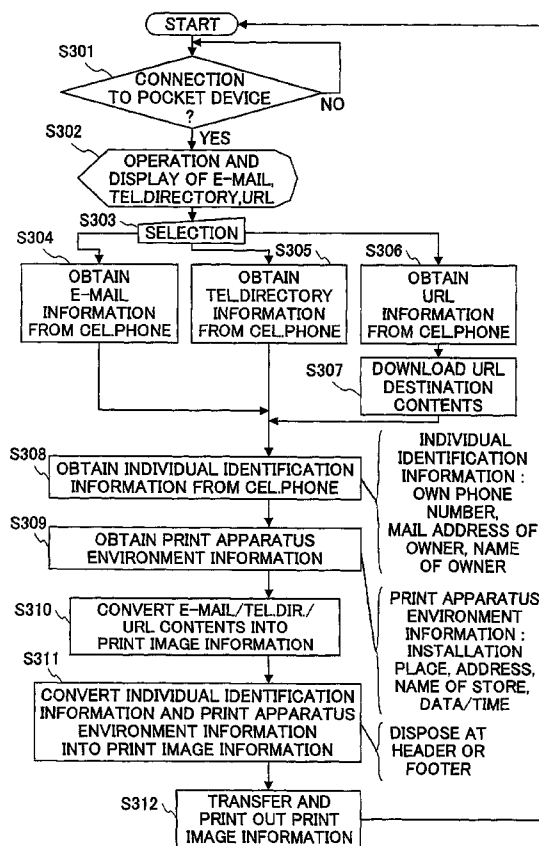 START
S301
CONNECTION
TO POCKET DEVICE
?
NO
YES
S302
OPERATION AND
DISPLAY OF E-MAIL,
TEL.DIRECTORY,URL
S303
SELECTION
S304
OBTAIN
E-MAIL
INFORMATION
FROM CEL.PHONE
S305
OBTAIN
TEL.DIRECTORY
INFORMATION
FROM CEL.PHONE
S306
OBTAIN
URL
INFORMATION
FROM CEL.PHONE
S307
DOWNLOAD URL
DESTINATION
CONTENTS
S308
OBTAIN INDIVIDUAL IDENTIFICATION
INFORMATION FROM CEL.PHONE
INDIVIDUAL
IDENTIFICATION
INFORMATION :
OWN PHONE
NUMBER,
MAIL ADDRESS OF
OWNER, NAME
OF OWNER
S309
OBTAIN PRINT APPARATUS
ENVIRONMENT INFORMATION
PRINT APPARATUS
ENVIRONMENT
INFORMATION :
INSTALLATION
PLACE, ADDRESS,
NAME OF STORE,
DATA/TIME
S310
CONVERT E-MAIL/TEL.DIR./
URL CONTENTS INTO
PRINT IMAGE INFORMATION
S311
CONVERT INDIVIDUAL IDENTIFICATION
INFORMATION AND PRINT APPARATUS
ENVIRONMENT INFORMATION
INTO PRINT IMAGE INFORMATION
DISPOSE AT
HEADER OR
FOOTER
S312
TRANSFER AND
PRINT OUT PRINT
IMAGE INFORMATION